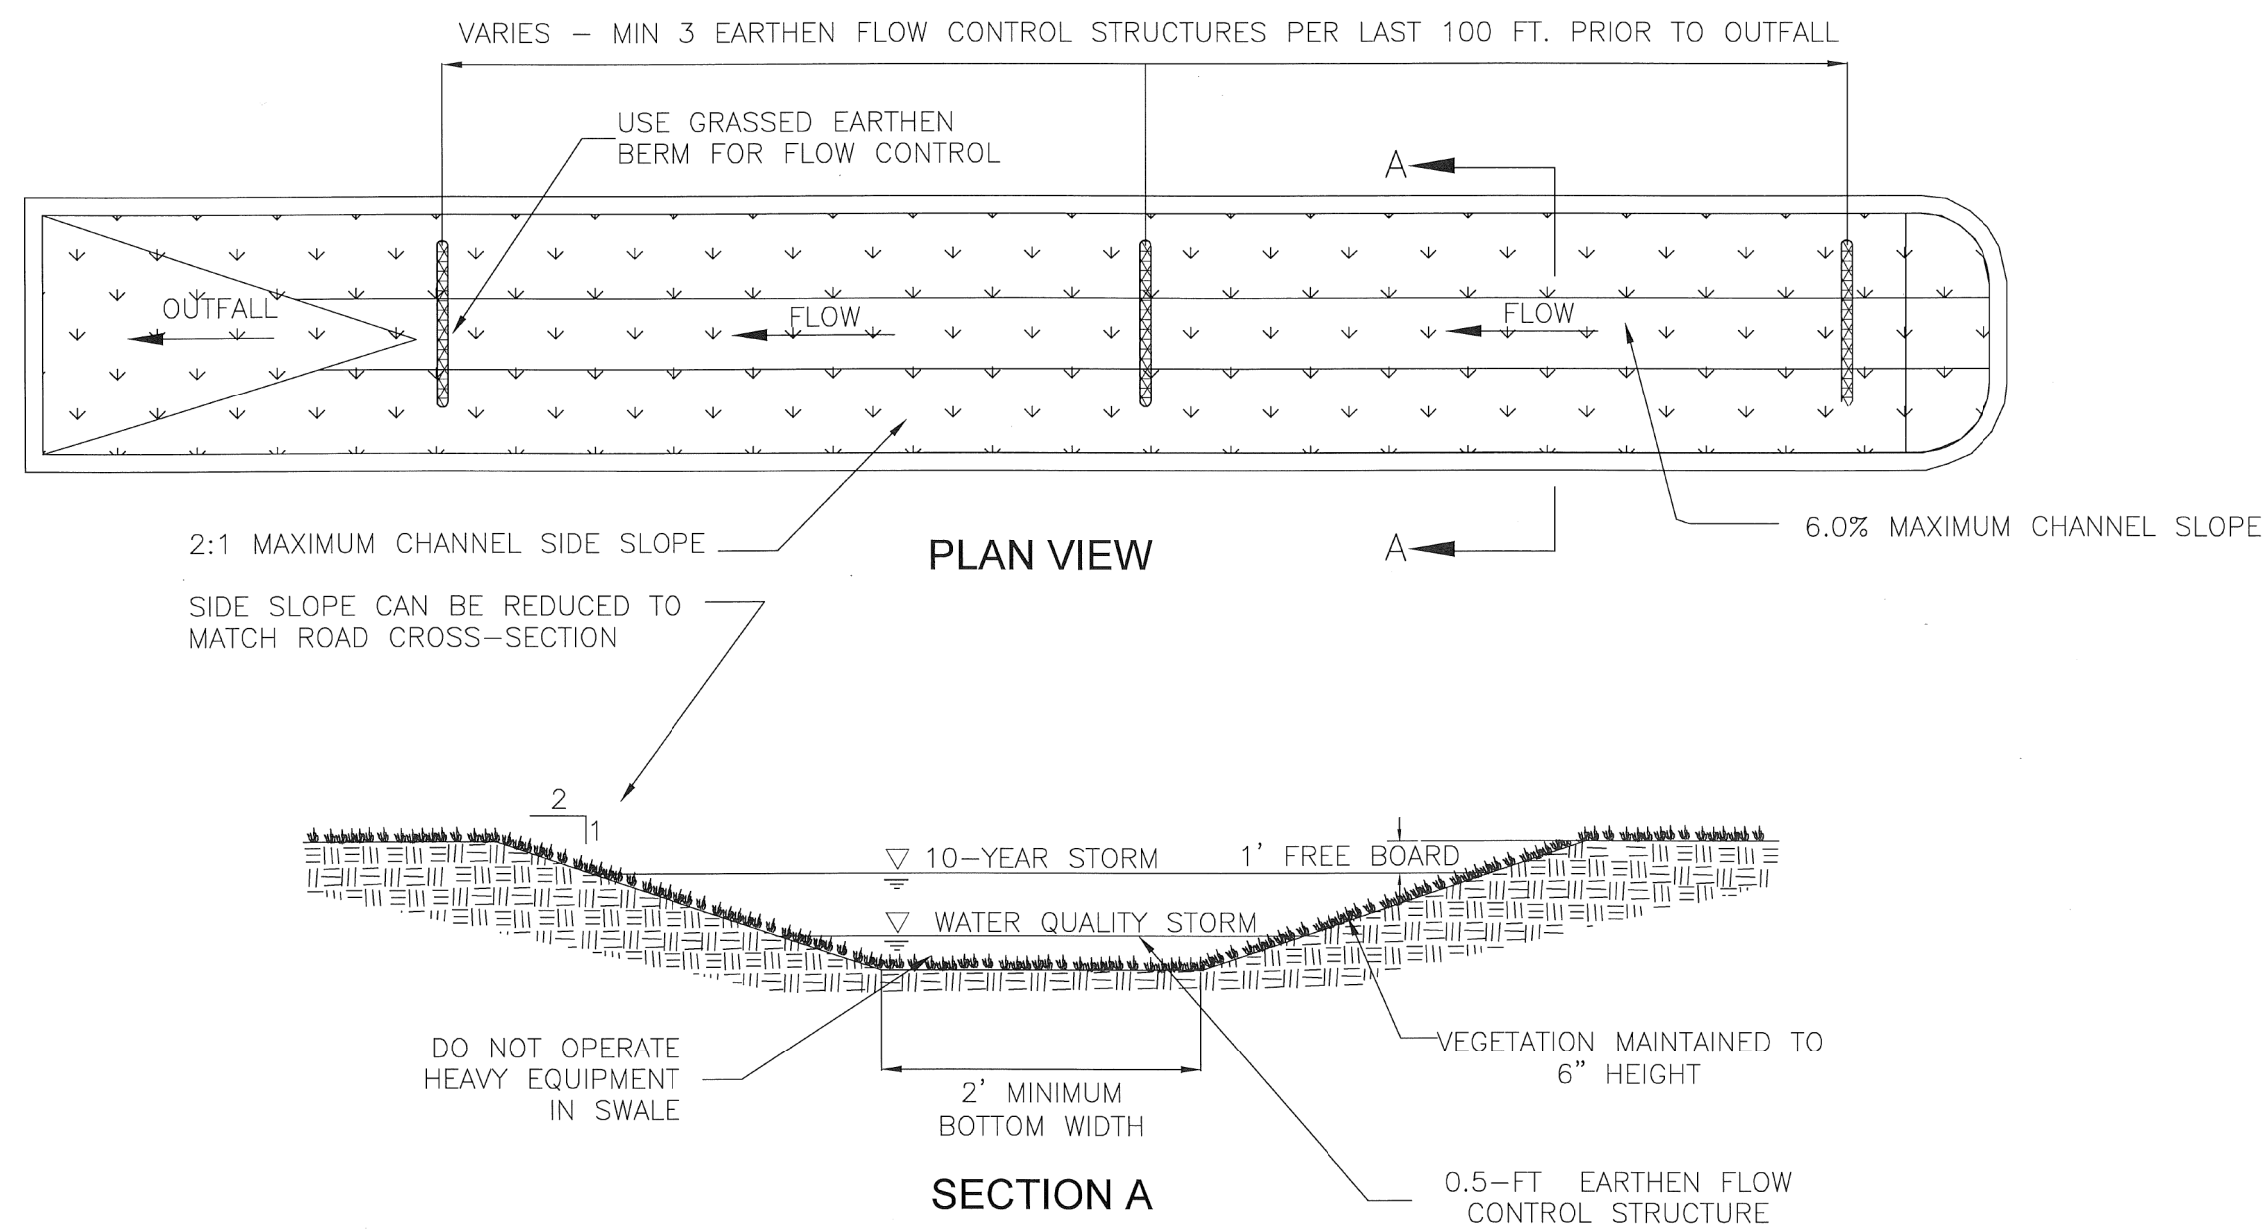 VARIES – MIN 3 EARTHEN FLOW CONTROL STRUCTURES PER LAST 100 FT. PRIOR TO OUTFALL
USE GRASSED EARTHEN
BERM FOR FLOW CONTROL
A
OUTFALL
FLOW
FLOW
2:1 MAXIMUM CHANNEL SIDE SLOPE
PLAN VIEW
A
6.0% MAXIMUM CHANNEL SLOPE
SIDE SLOPE CAN BE REDUCED TO
MATCH ROAD CROSS–SECTION
2
1
10–YEAR STORM
1' FREE BOARD
WATER QUALITY STORM
DO NOT OPERATE
HEAVY EQUIPMENT
IN SWALE
2' MINIMUM
BOTTOM WIDTH
VEGETATION MAINTAINED TO
6" HEIGHT
SECTION A
0.5–FT EARTHEN FLOW
CONTROL STRUCTURE